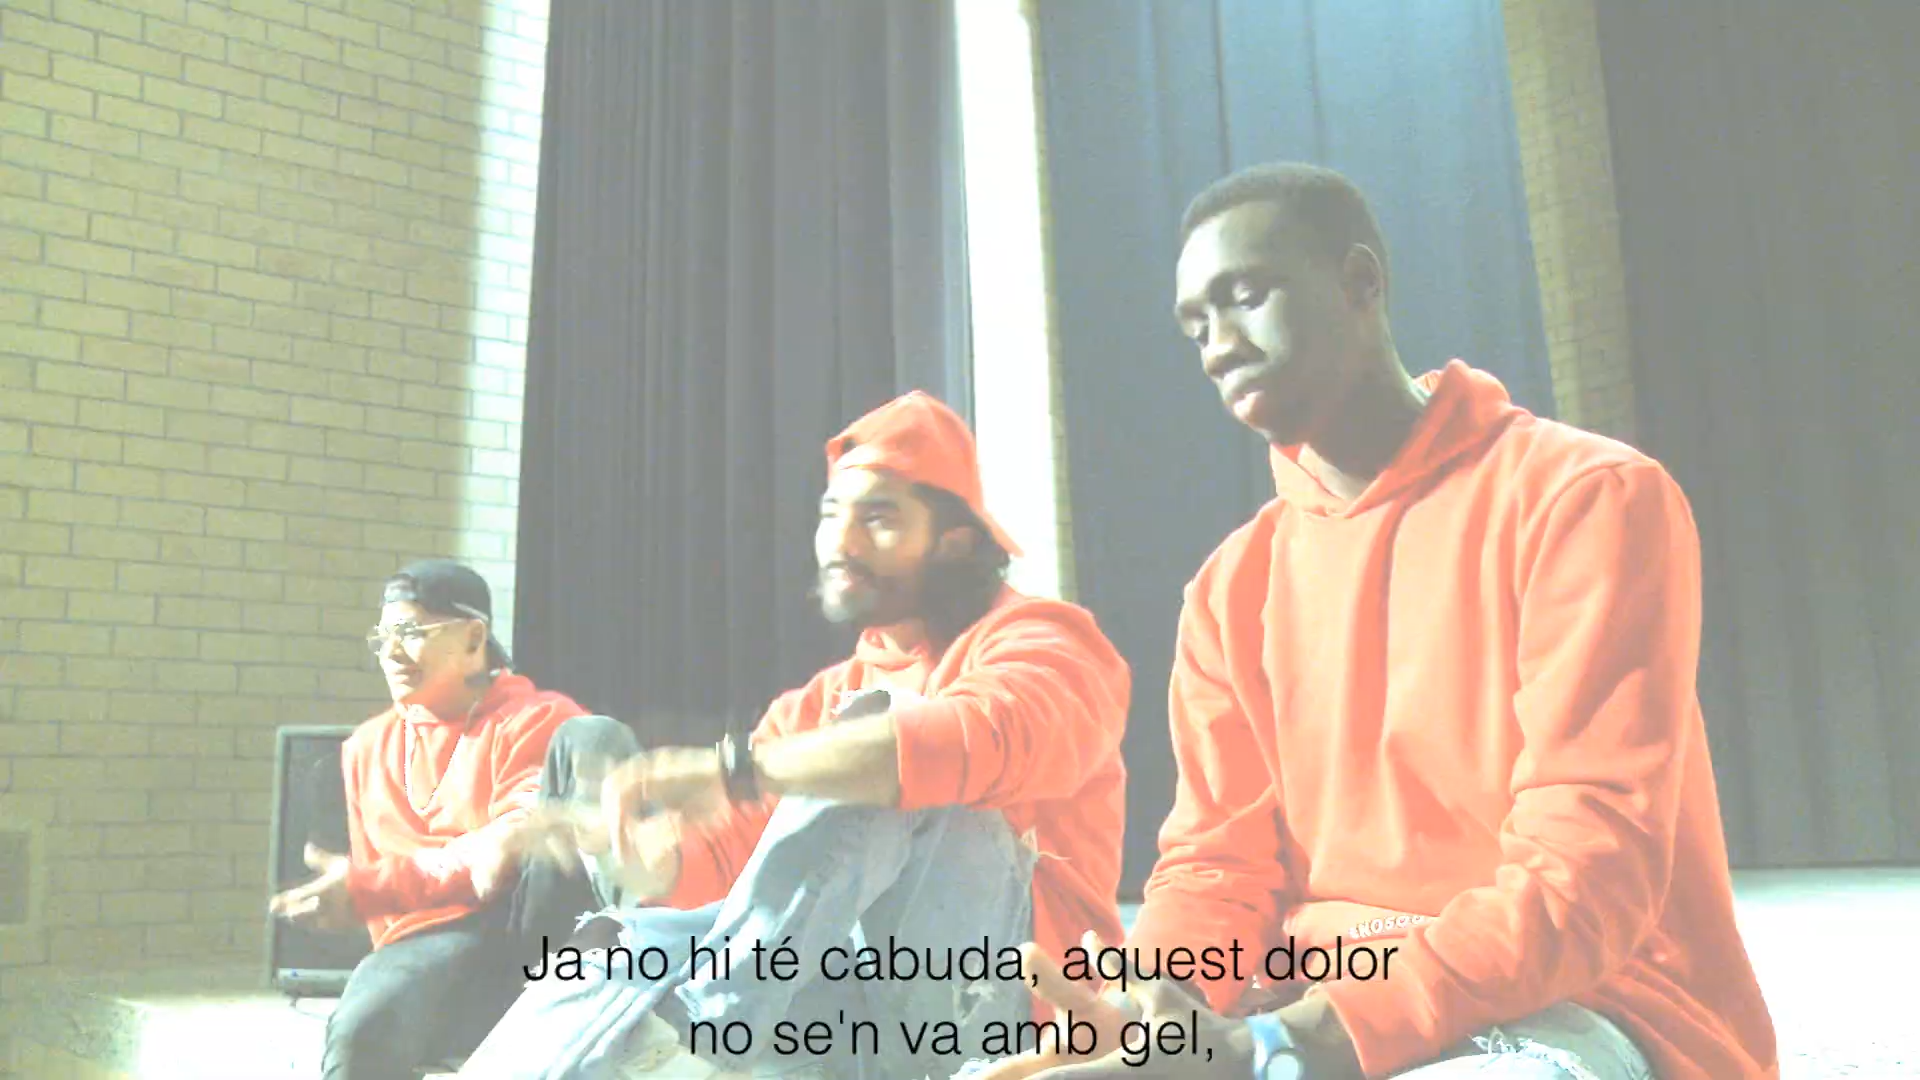 Ja no hi té cabuda, aquest dolor
no se'n va amb gel,